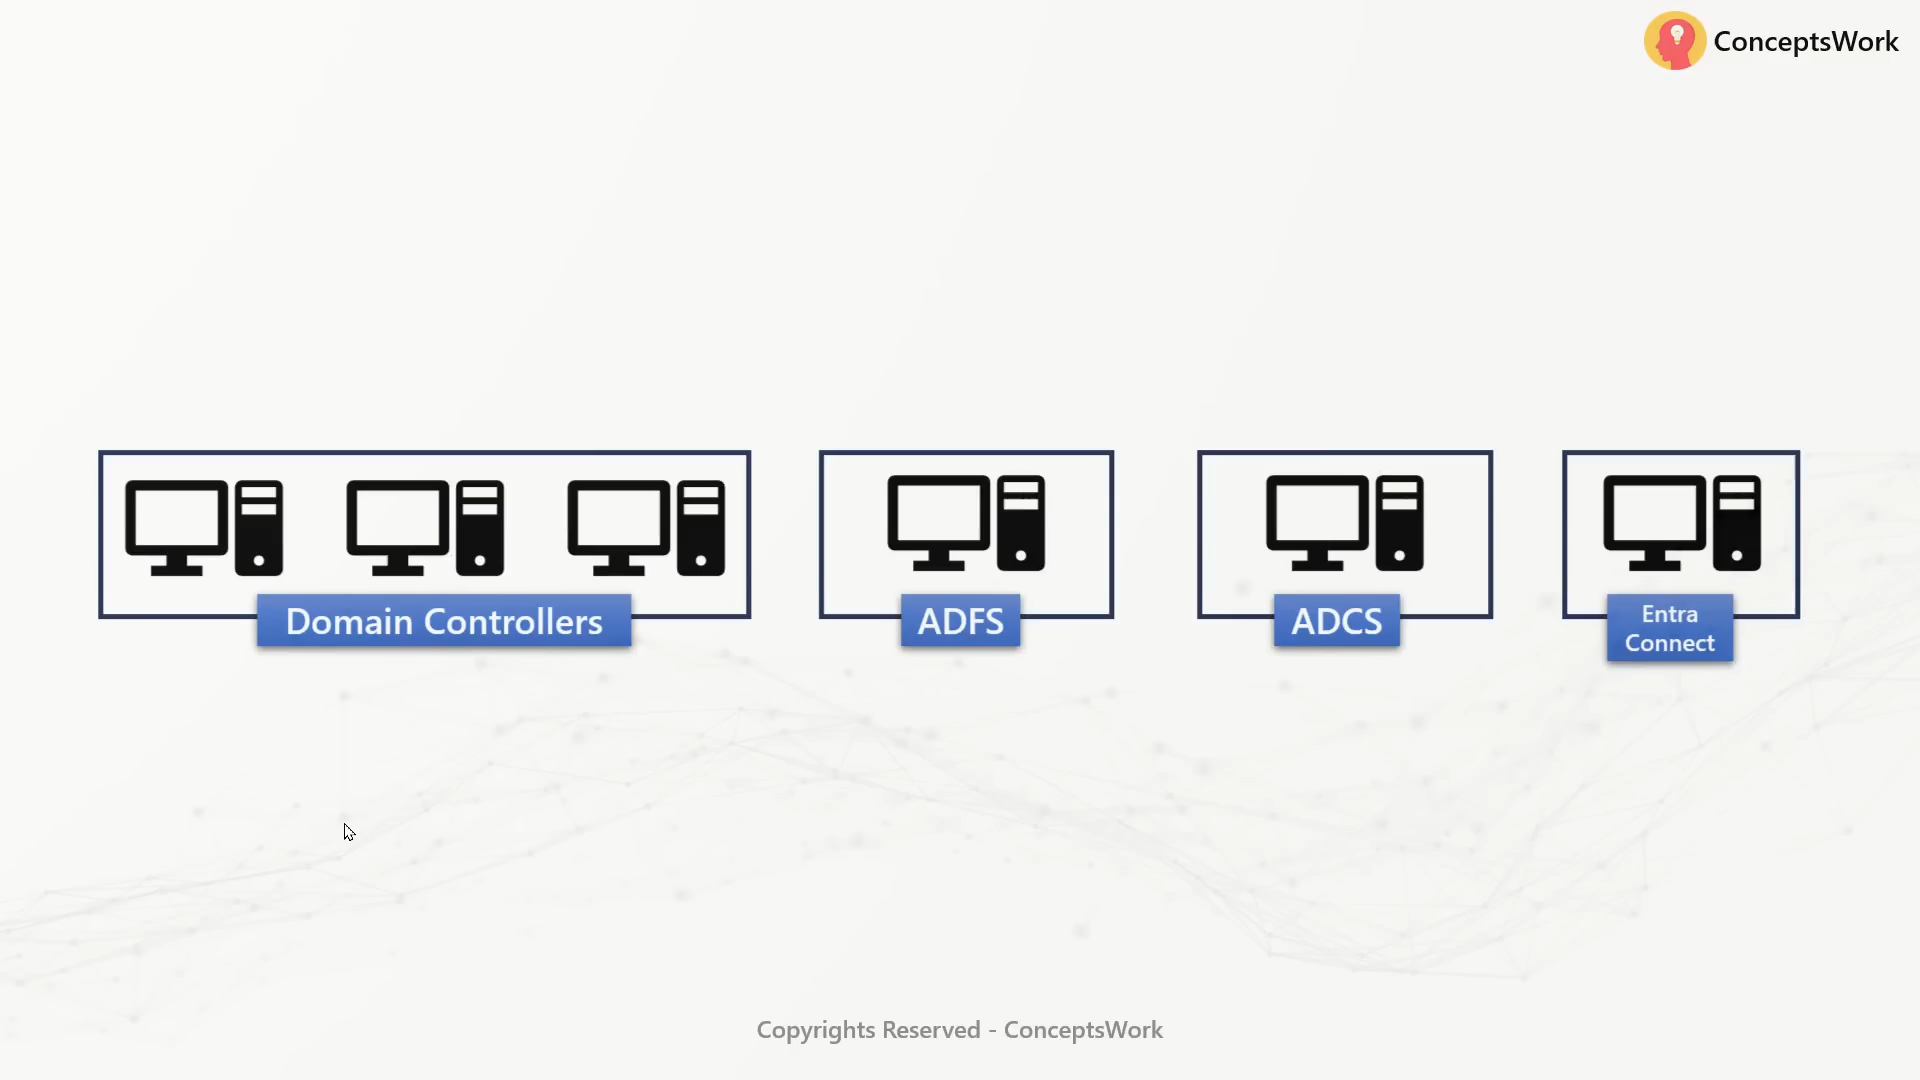 ConceptsWork
Domain Controllers
ADFS
ADCS
Entra
Connect
Copyrights Reserved - ConceptsWork